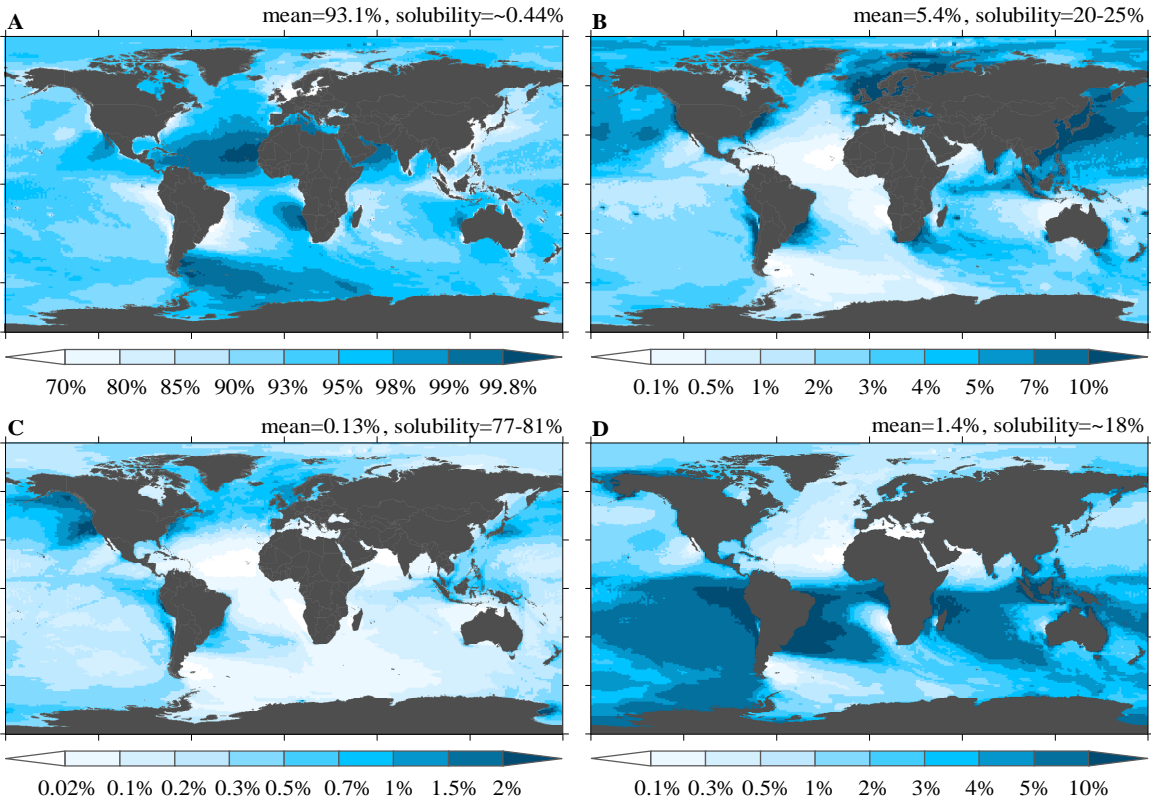 A
mean=93.1%, solubility=~0.44%
B
mean=5.4%, solubility=20-25%
70% 80% 85% 90% 93% 95% 98% 99% 99.8%
0.1% 0.5% 1% 2% 3% 4% 5% 7% 10%
C
mean=0.13%, solubility=77-81%
D
mean=1.4%, solubility=~18%
0.02% 0.1% 0.2% 0.3% 0.5% 0.7% 1% 1.5% 2%
0.1% 0.3% 0.5% 1% 2% 3% 4% 5% 10%